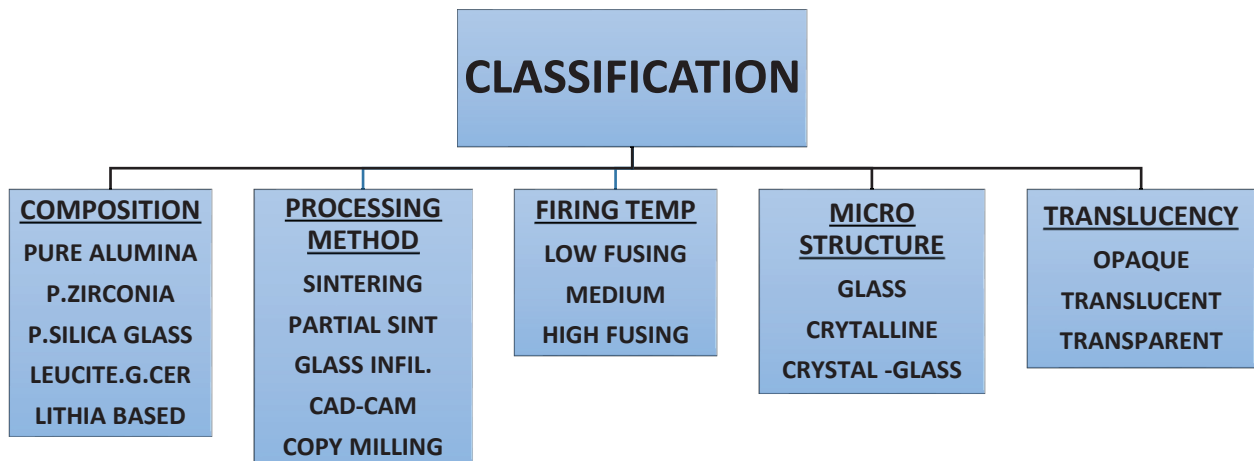 CLASSIFICATION
COMPOSITION
PURE ALUMINA
P.ZIRCONIA
P.SILICA GLASS
LEUCITE.G.CER
LITHIA BASED
PROCESSING
METHOD
SINTERING
PARTIAL SINT
GLASS INFIL.
CAD-CAM
COPY MILLING
FIRING TEMP
LOW FUSING
MEDIUM
HIGH FUSING
MICRO
STRUCTURE
GLASS
CRYTALLINE
CRYSTAL -GLASS
TRANSLUCENCY
OPAQUE
TRANSLUCENT
TRANSPARENT